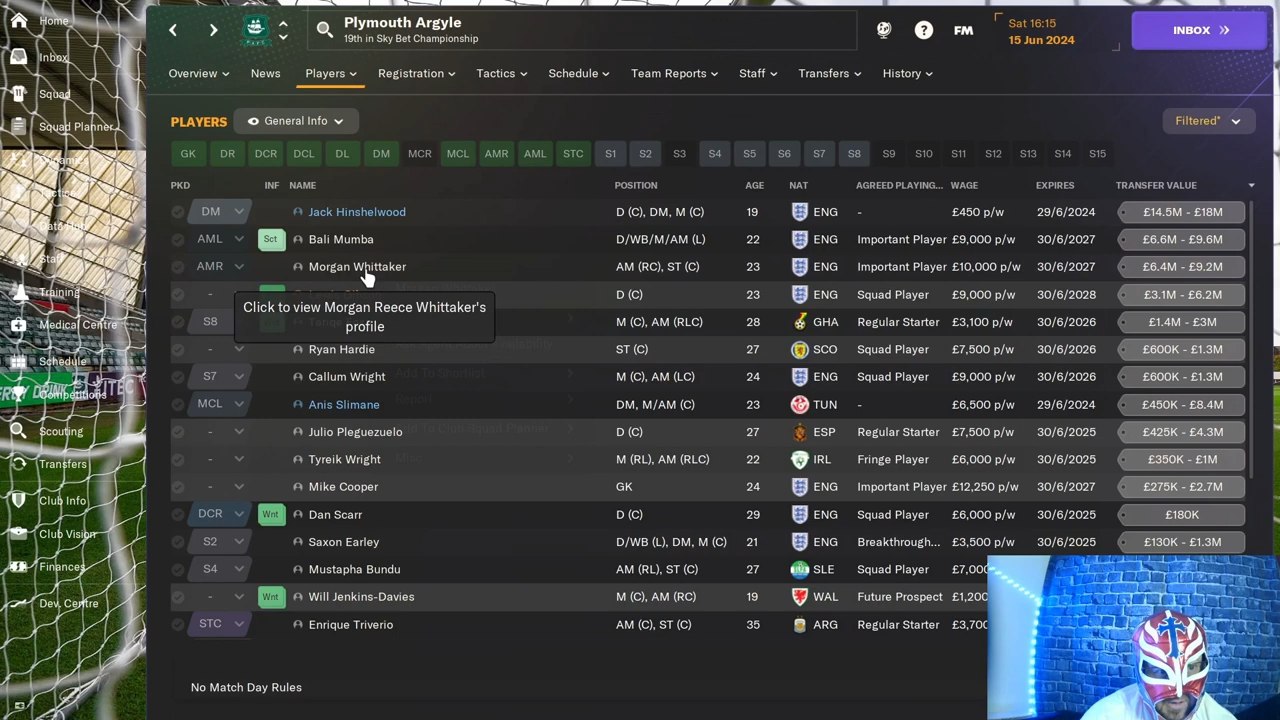 Home
Inbox
Squad
Squad Planner
Dynamics
Data Hub
Staff
Training
Medical Centre
Schedule
Competitions
Scouting
Transfers
Club Info
Club Vision
Finances
Dev. Centre
Plymouth Argyle
19th in Sky Bet Championship
FM
Sat 16:15
15 Jun 2024
INBOX
Overview News Players Registration Tactics Schedule Team Reports Staff Transfers History
PLAYERS General Info Filtered*
GK DR DCR DCL DL DM MCR MCL AMR AML STC S1 S2 S3 S4 S5 S6 S7 S8 S9 S10 S11 S12 S13 S14 S15
PKD INF NAME POSITION AGE NAT AGREED PLAYING... WAGE EXPIRES TRANSFER VALUE
DM Jack Hinshelwood D (C), DM, M (C) 19 ENG - £450 p/w 29/6/2024 £14.5M - £18M
AML Sct Bali Mumba D/WB/M/AM (L) 22 ENG Important Player £9,000 p/w 30/6/2027 £6.6M - £9.6M
AMR Morgan Whittaker AM (RC), ST (C) 23 ENG Important Player £10,000 p/w 30/6/2027 £6.4M - £9.2M
- D (C) 23 ENG Squad Player £9,000 p/w 30/6/2028 £3.1M - £6.2M
Click to view Morgan Reece Whittaker's
profile
S8 M (C), AM (RLC) 28 GHA Regular Starter £3,100 p/w 30/6/2026 £1.4M - £3M
- Ryan Hardie ST (C) 27 SCO Squad Player £7,500 p/w 30/6/2026 £600K - £1.3M
Add To Shortlist
S7 Callum Wright M (C), AM (LC) 24 ENG Squad Player £9,000 p/w 30/6/2026 £600K - £1.3M
Report
MCL Anis Slimane DM, M/AM (C) 23 TUN - £6,500 p/w 29/6/2024 £450K - £8.4M
- Julio Pleguezuelo D (C) 27 ESP Regular Starter £7,500 p/w 30/6/2025 £425K - £4.3M
- Tyreik Wright M (RL), AM (RLC) 22 IRL Fringe Player £6,000 p/w 30/6/2025 £350K - £1M
- Mike Cooper GK 24 ENG Important Player £12,250 p/w 30/6/2027 £275K - £2.7M
DCR Wnt Dan Scarr D (C) 29 ENG Squad Player £6,000 p/w 30/6/2025 £180K
S2 Saxon Earley D/WB (L), DM, M (C) 21 ENG Breakthrough... £3,500 p/w 30/6/2025 £130K - £1.3M
S4 Mustapha Bundu AM (RL), ST (C) 27 SLE Squad Player £7,000
- Wnt Will Jenkins-Davies M (C), AM (RC) 19 WAL Future Prospect £1,200
STC Enrique Triverio AM (C), ST (C) 35 ARG Regular Starter £3,700
No Match Day Rules